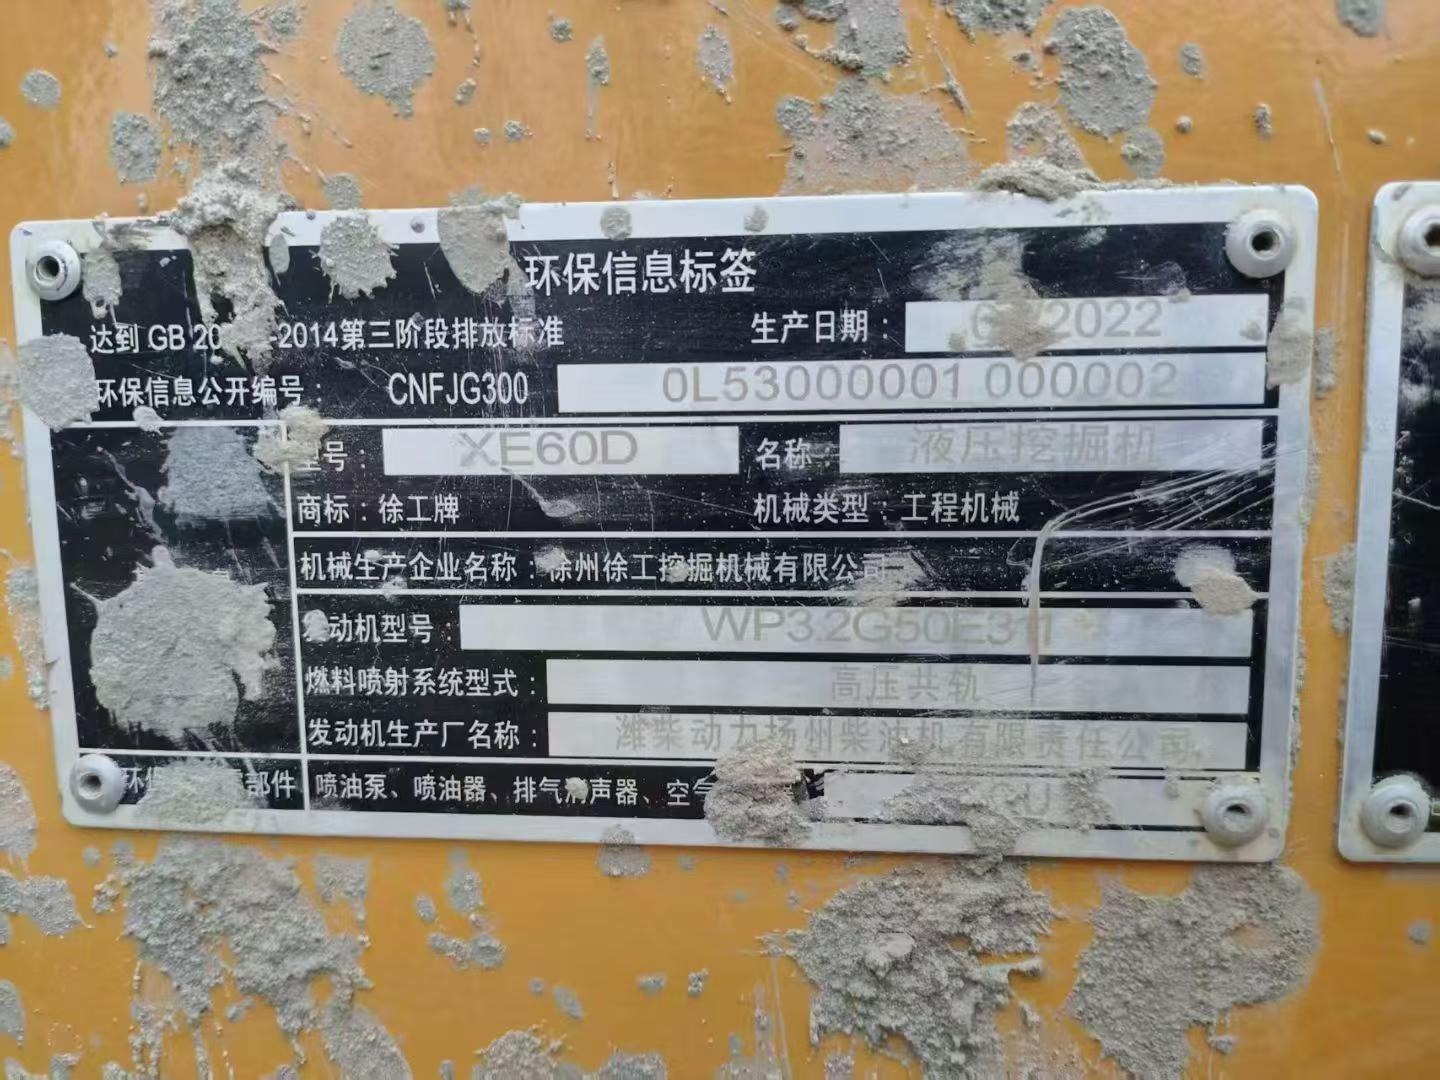 环保信息标签
达到 GB 20 -2014第三阶段排放标准 生产日期: 2022
环保信息公开编号: CNFJG300 0L53000001 000002
型号: XE60D 名称: 液压挖掘机
商标: 徐工牌 机械类型: 工程机械
机械生产企业名称: 徐州徐工挖掘机械有限公司
发动机型号: WP3.2G50E311
燃料喷射系统型式: 高压共轨
发动机生产厂名称: 潍柴动力扬州柴油机有限责任公司
环保 部件 喷油泵、喷油器、排气消声器、空气